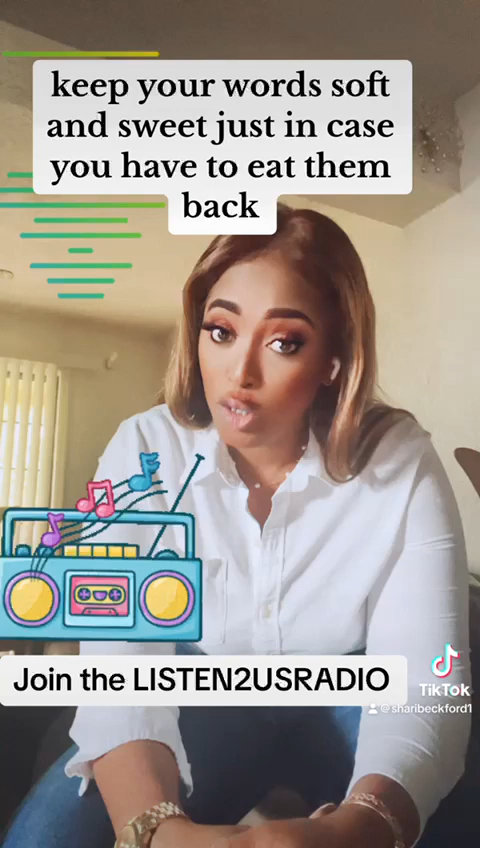 keep your words soft
and sweet just in case
you have to eat them
back
Join the LISTEN2USRADIO
TikTok
@sharibeckford1